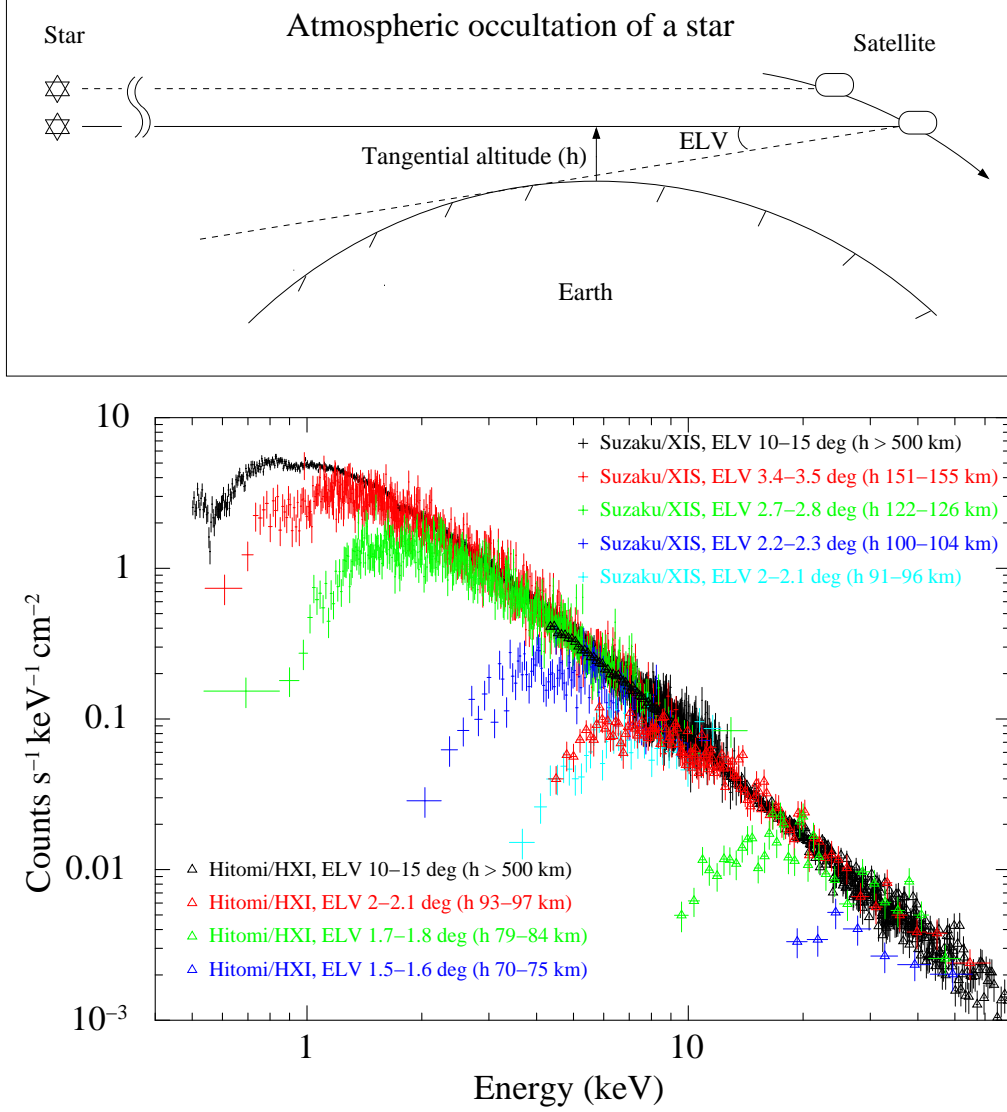 Atmospheric occultation of a star
Star
Satellite
ELV
Tangential altitude (h)
Earth
10
1
0.1
0.01
10⁻³
Counts s⁻¹ keV⁻¹ cm⁻²
Suzaku/XIS, ELV 10–15 deg (h > 500 km)
Suzaku/XIS, ELV 3.4–3.5 deg (h 151–155 km)
Suzaku/XIS, ELV 2.7–2.8 deg (h 122–126 km)
Suzaku/XIS, ELV 2.2–2.3 deg (h 100–104 km)
Suzaku/XIS, ELV 2–2.1 deg (h 91–96 km)
Hitomi/HXI, ELV 10–15 deg (h > 500 km)
Hitomi/HXI, ELV 2–2.1 deg (h 93–97 km)
Hitomi/HXI, ELV 1.7–1.8 deg (h 79–84 km)
Hitomi/HXI, ELV 1.5–1.6 deg (h 70–75 km)
1
10
Energy (keV)